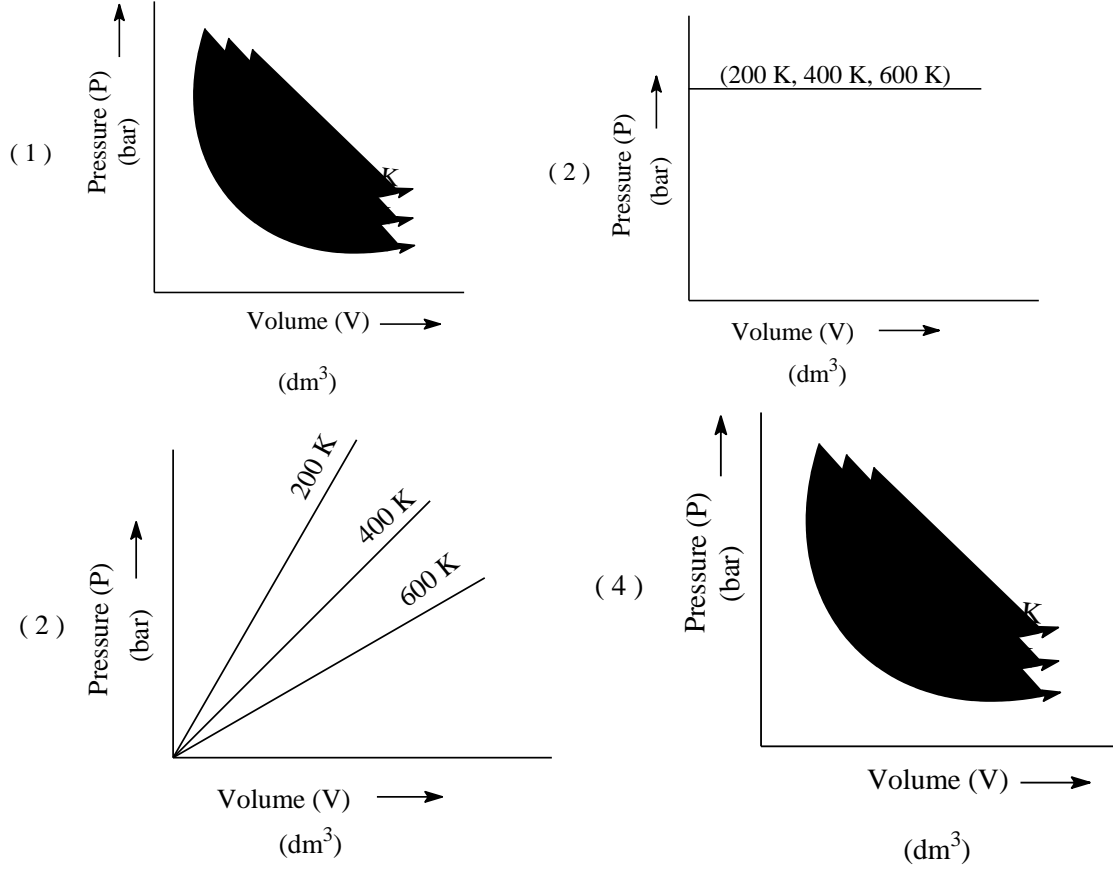 Pressure (P)
(bar)
( 1 )
K
Volume (V)
(dm³)
(200 K, 400 K, 600 K)
Pressure (P)
(bar)
( 2 )
Volume (V)
(dm³)
200 K
400 K
600 K
Pressure (P)
(bar)
( 2 )
Volume (V)
(dm³)
Pressure (P)
(bar)
( 4 )
K
Volume (V)
(dm³)